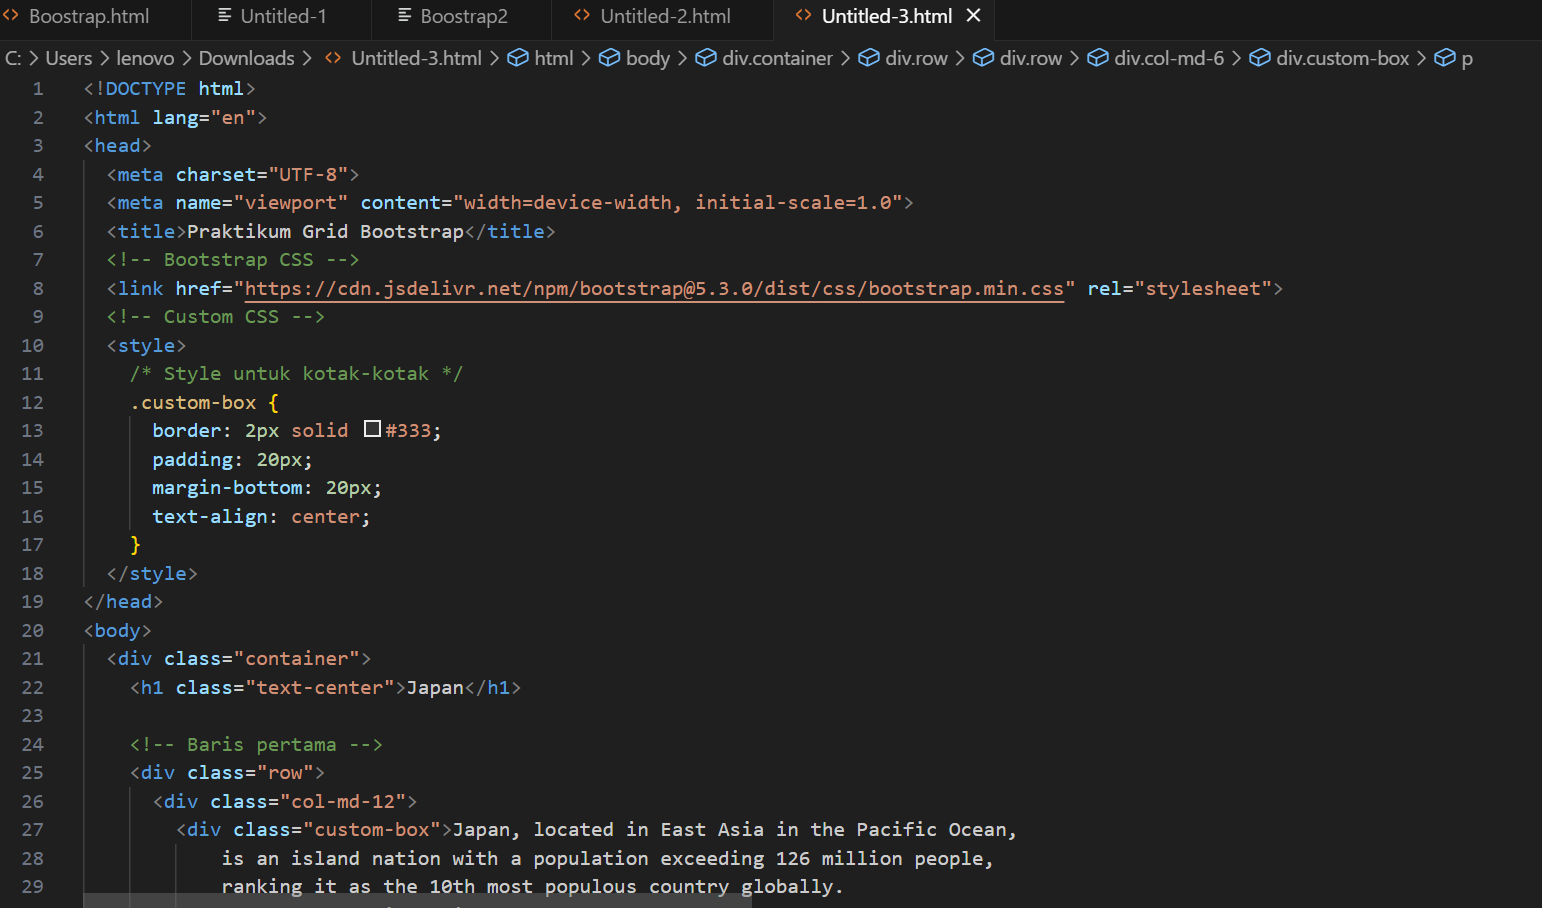 Boostrap.html Untitled-1 Boostrap2 Untitled-2.html Untitled-3.html
C: > Users > lenovo > Downloads > Untitled-3.html > html > body > div.container > div.row > div.row > div.col-md-6 > div.custom-box > p
1 <!DOCTYPE html>
2 <html lang="en">
3 <head>
4 <meta charset="UTF-8">
5 <meta name="viewport" content="width=device-width, initial-scale=1.0">
6 <title>Praktikum Grid Bootstrap</title>
7 <!-- Bootstrap CSS -->
8 <link href="https://cdn.jsdelivr.net/npm/bootstrap@5.3.0/dist/css/bootstrap.min.css" rel="stylesheet">
9 <!-- Custom CSS -->
10 <style>
11 /* Style untuk kotak-kotak */
12 .custom-box {
13 border: 2px solid #333;
14 padding: 20px;
15 margin-bottom: 20px;
16 text-align: center;
17 }
18 </style>
19 </head>
20 <body>
21 <div class="container">
22 <h1 class="text-center">Japan</h1>
23
24 <!-- Baris pertama -->
25 <div class="row">
26 <div class="col-md-12">
27 <div class="custom-box">Japan, located in East Asia in the Pacific Ocean,
28 is an island nation with a population exceeding 126 million people,
29 ranking it as the 10th most populous country globally.